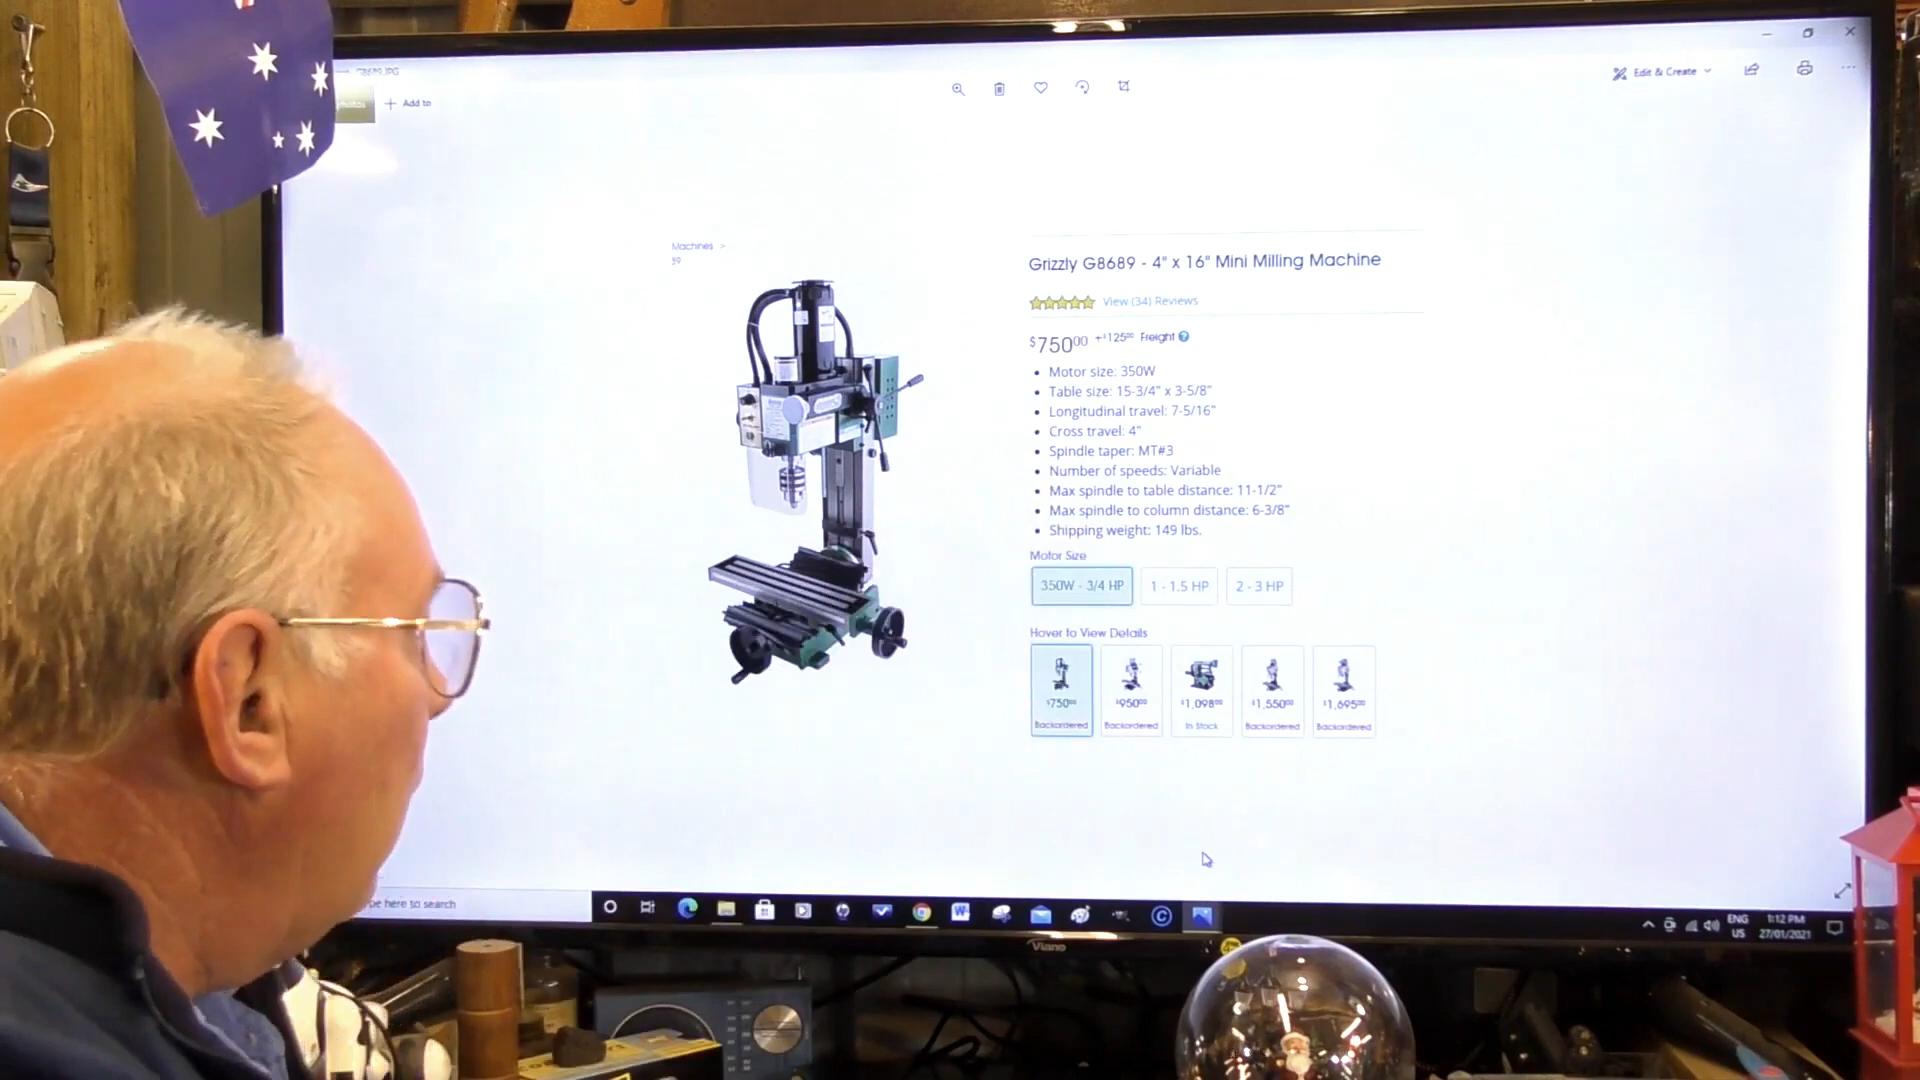 G8689.JPG
Add to
Edit & Create
Machines >
59
Grizzly G8689 - 4" x 16" Mini Milling Machine
View (34) Reviews
$750.00 +$125.00 Freight ?
• Motor size: 350W
• Table size: 15-3/4" x 3-5/8"
• Longitudinal travel: 7-5/16"
• Cross travel: 4"
• Spindle taper: MT#3
• Number of speeds: Variable
• Max spindle to table distance: 11-1/2"
• Max spindle to column distance: 6-3/8"
• Shipping weight: 149 lbs.
Motor Size
350W - 3/4 HP 1 - 1.5 HP 2 - 3 HP
Hover to View Details
$750.00 $950.00 $1,098.00 $1,550.00 $1,695.00
Backordered Backordered In Stock Backordered Backordered
be here to search
ENG
US
1:12 PM
27/01/2021
Viano